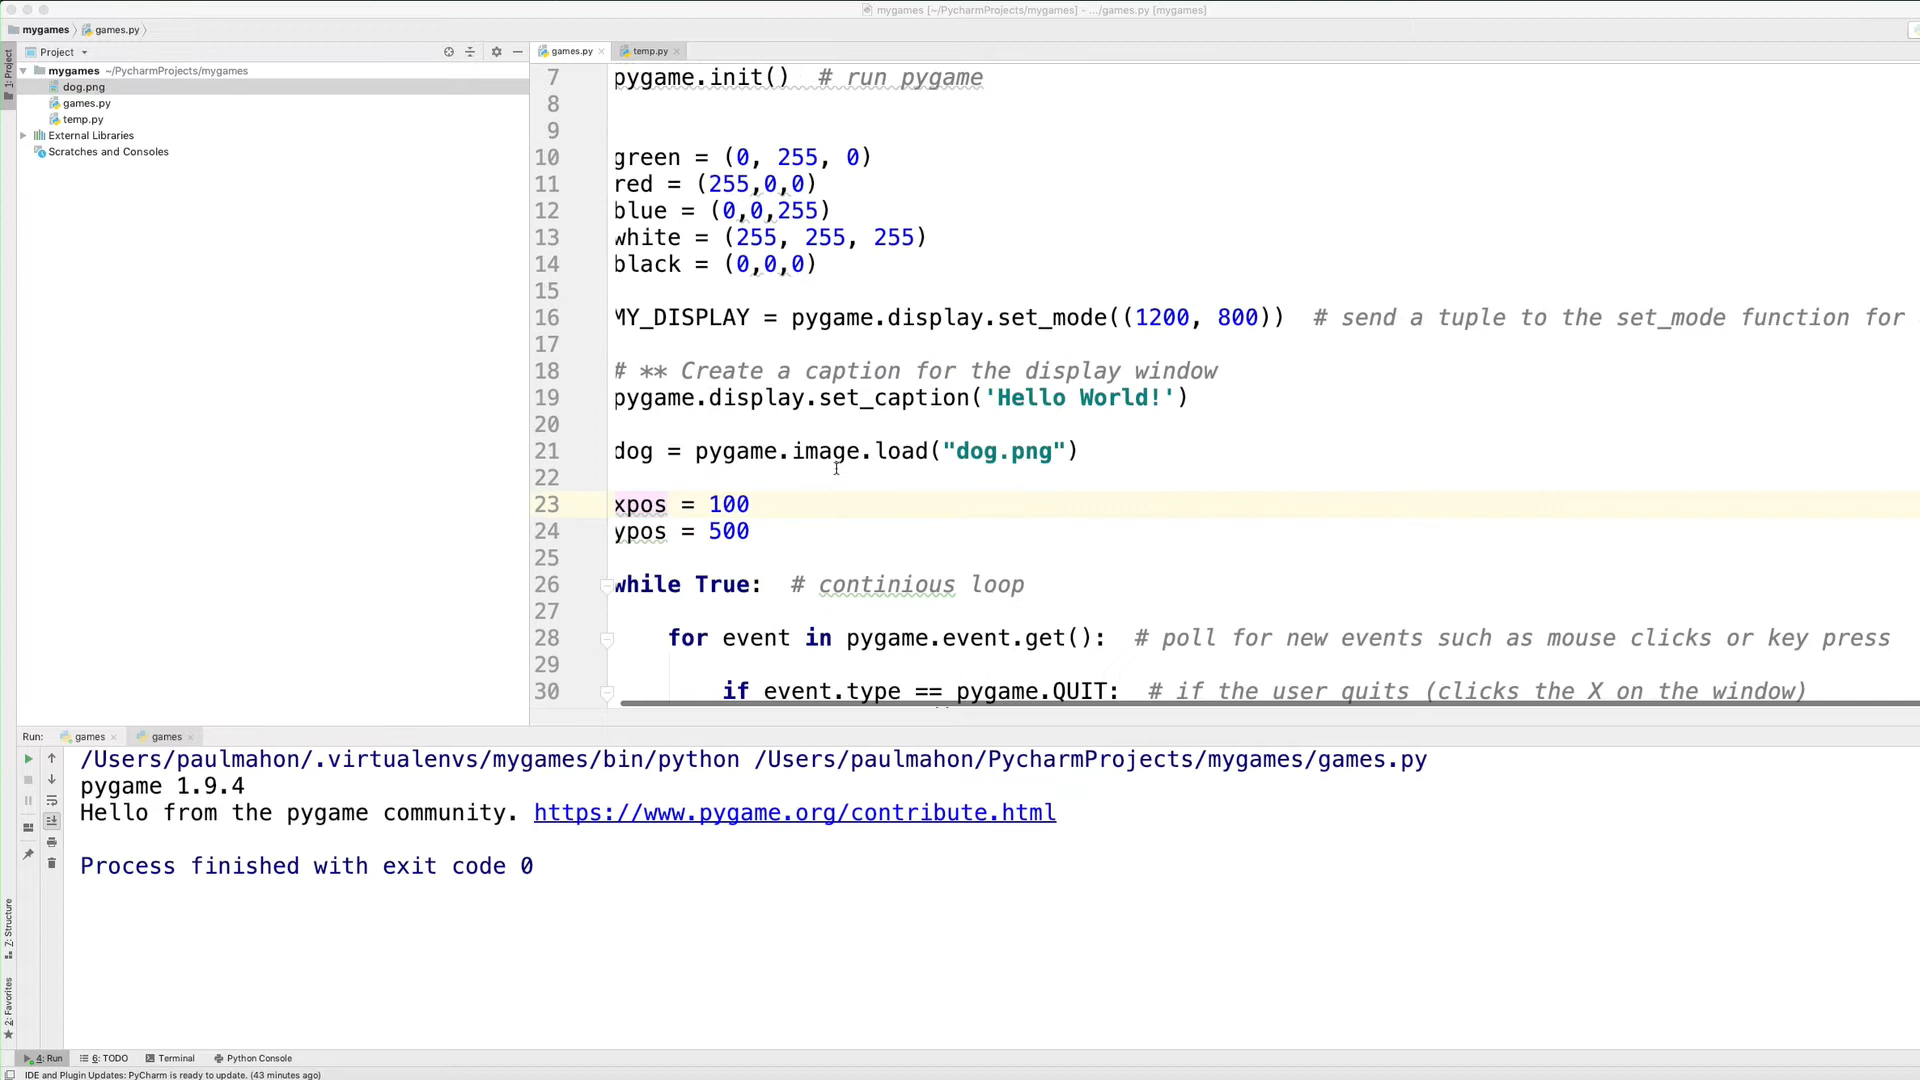 mygames [~/PycharmProjects/mygames] - .../games.py [mygames]
mygames games.py
1: Project
Project
games.py
temp.py
mygames ~/PycharmProjects/mygames
dog.png
games.py
temp.py
External Libraries
Scratches and Consoles
7 pygame.init()  # run pygame
8
9
10 green = (0, 255, 0)
11 red = (255,0,0)
12 blue = (0,0,255)
13 white = (255, 255, 255)
14 black = (0,0,0)
15
16 MY_DISPLAY = pygame.display.set_mode((1200, 800))  # send a tuple to the set_mode function for
17
18 # ** Create a caption for the display window
19 pygame.display.set_caption('Hello World!')
20
21 dog = pygame.image.load("dog.png")
22
23 xpos = 100
24 ypos = 500
25
26 while True:  # continious loop
27
28     for event in pygame.event.get():  # poll for new events such as mouse clicks or key press
29
30         if event.type == pygame.QUIT:  # if the user quits (clicks the X on the window)
Run: games games
/Users/paulmahon/.virtualenvs/mygames/bin/python /Users/paulmahon/PycharmProjects/mygames/games.py
pygame 1.9.4
Hello from the pygame community. https://www.pygame.org/contribute.html
Process finished with exit code 0
7: Structure
2: Favorites
4: Run 6: TODO Terminal Python Console
IDE and Plugin Updates: PyCharm is ready to update. (43 minutes ago)